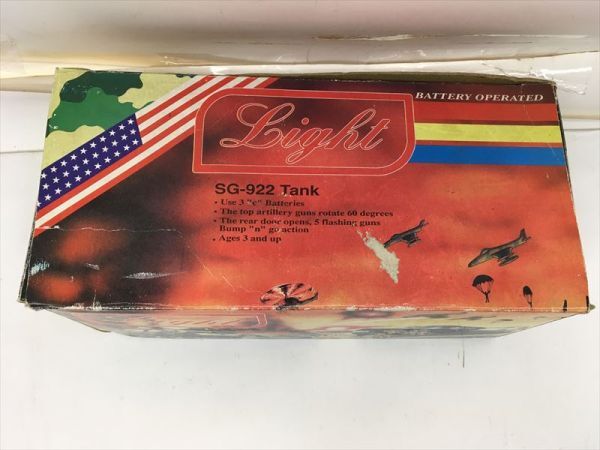 BATTERY OPERATED
Light
SG-922 Tank
• Use 3 "c" Batteries
• The top artillery guns rotate 60 degrees
• The rear door opens, 5 flashing guns
Bump "n" go action
• Ages 3 and up